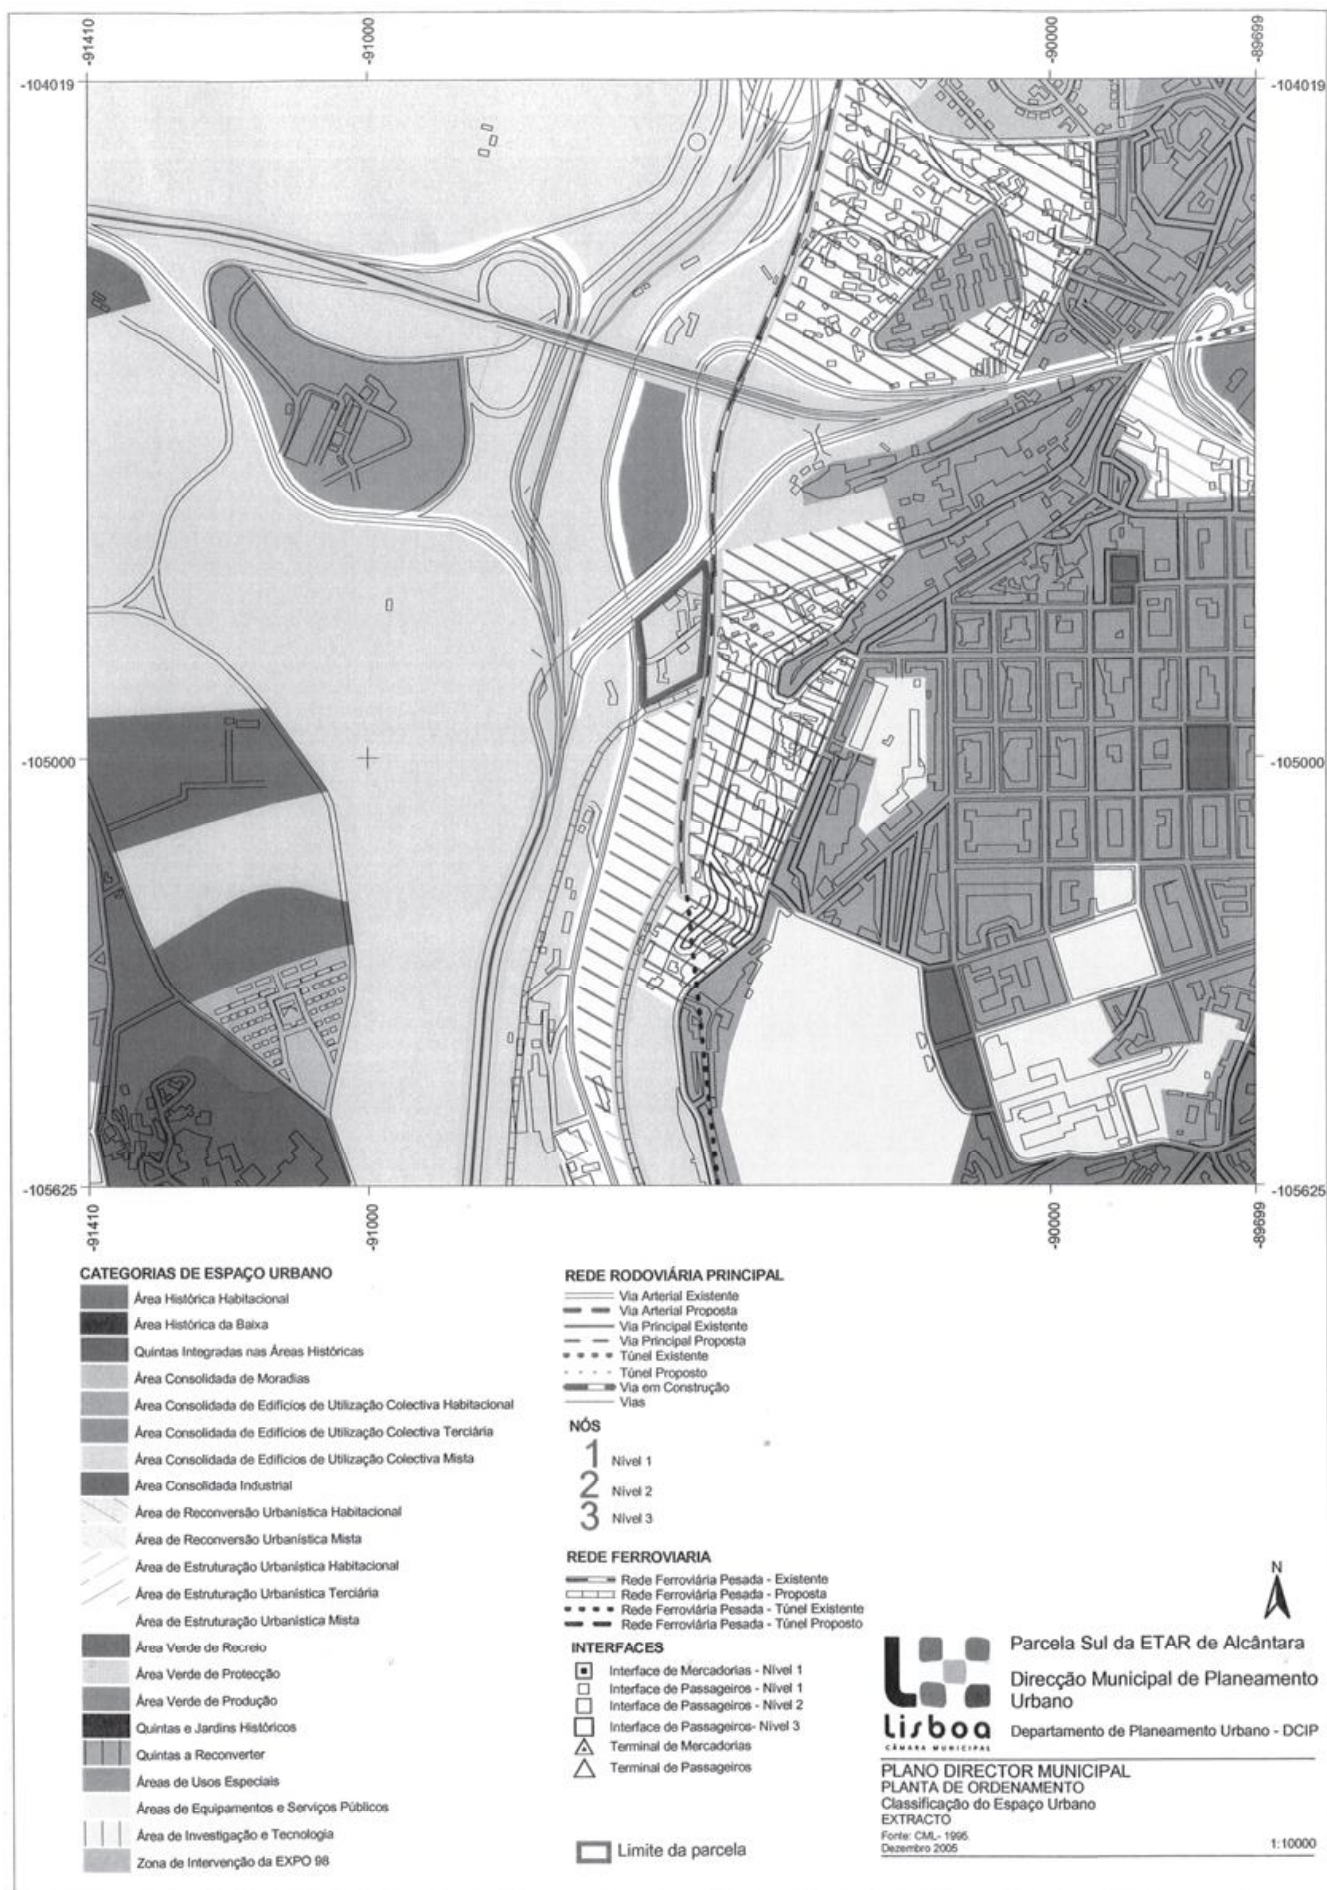 -91410
-91000
-90000
-89699
-104019
-104019
-105000
-105000
-105625
-105625
-91410
-91000
-90000
-89699
CATEGORIAS DE ESPAÇO URBANO
Área Histórica Habitacional
Área Histórica da Baixa
Quintas Integradas nas Áreas Históricas
Área Consolidada de Moradias
Área Consolidada de Edifícios de Utilização Colectiva Habitacional
Área Consolidada de Edifícios de Utilização Colectiva Terciária
Área Consolidada de Edifícios de Utilização Colectiva Mista
Área Consolidada Industrial
Área de Reconversão Urbanística Habitacional
Área de Reconversão Urbanística Mista
Área de Estruturação Urbanística Habitacional
Área de Estruturação Urbanística Terciária
Área de Estruturação Urbanística Mista
Área Verde de Recreio
Área Verde de Protecção
Área Verde de Produção
Quintas e Jardins Históricos
Quintas a Reconverter
Áreas de Usos Especiais
Áreas de Equipamentos e Serviços Públicos
Área de Investigação e Tecnologia
Zona de Intervenção da EXPO 98
REDE RODOVIÁRIA PRINCIPAL
Via Arterial Existente
Via Arterial Proposta
Via Principal Existente
Via Principal Proposta
Túnel Existente
Túnel Proposto
Via em Construção
Vias
NÓS
1 Nível 1
2 Nível 2
3 Nível 3
REDE FERROVIARIA
Rede Ferroviária Pesada - Existente
Rede Ferroviária Pesada - Proposta
Rede Ferroviária Pesada - Túnel Existente
Rede Ferroviária Pesada - Túnel Proposto
INTERFACES
Interface de Mercadorias - Nível 1
Interface de Passageiros - Nível 1
Interface de Passageiros - Nível 2
Interface de Passageiros- Nível 3
Terminal de Mercadorias
Terminal de Passageiros
Limite da parcela
N
Lisboa
CÂMARA MUNICIPAL
Parcela Sul da ETAR de Alcântara
Direcção Municipal de Planeamento
Urbano
Departamento de Planeamento Urbano - DCIP
PLANO DIRECTOR MUNICIPAL
PLANTA DE ORDENAMENTO
Classificação do Espaço Urbano
EXTRACTO
Fonte: CML- 1995.
Dezembro 2005
1:10000